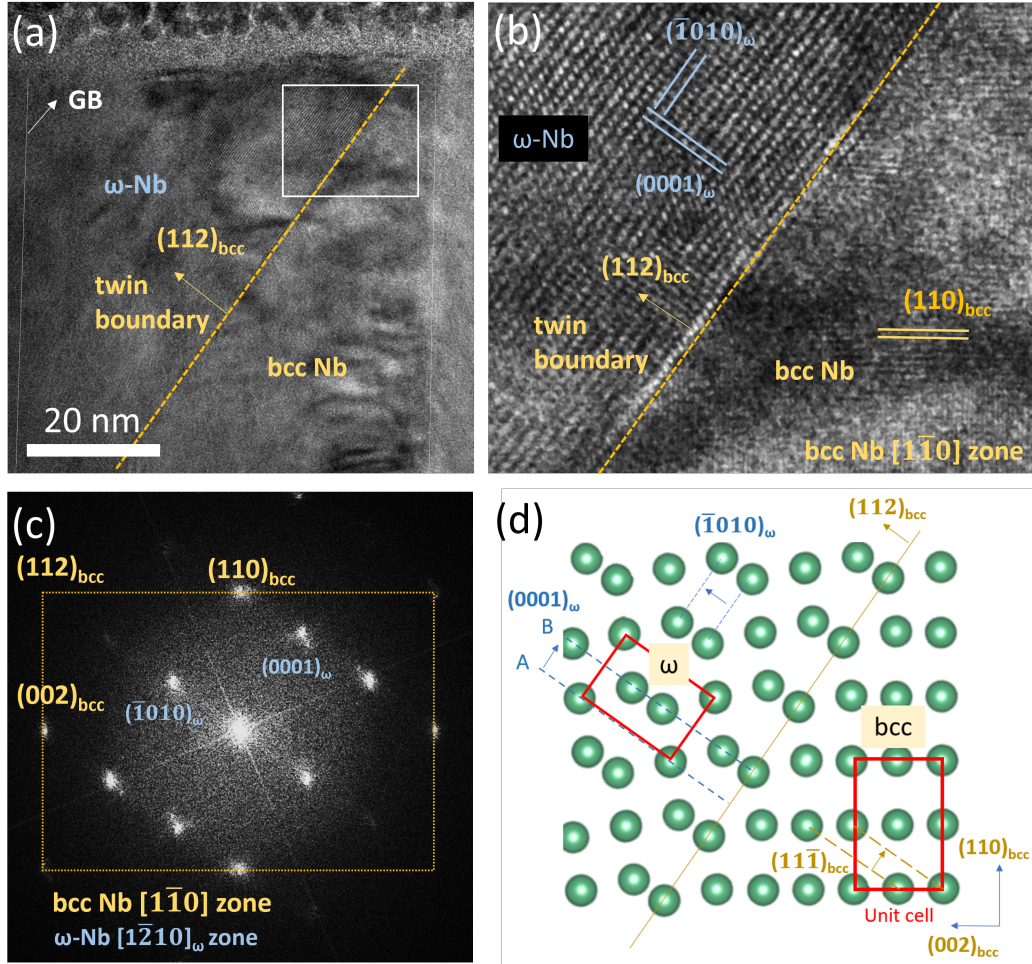 (a)
GB
ω-Nb
(112)bcc
twin
boundary
bcc Nb
20 nm
(b)
(1̅010)ω
ω-Nb
(0001)ω
(112)bcc
twin
boundary
(110)bcc
bcc Nb
bcc Nb [11̅0] zone
(c)
(112)bcc
(110)bcc
(0001)ω
(002)bcc
(1̅010)ω
bcc Nb [11̅0] zone
ω-Nb [12̅10]ω zone
(d)
(1̅010)ω
(112)bcc
(0001)ω
B
A
ω
bcc
(111̅)bcc
(110)bcc
Unit cell
(002)bcc